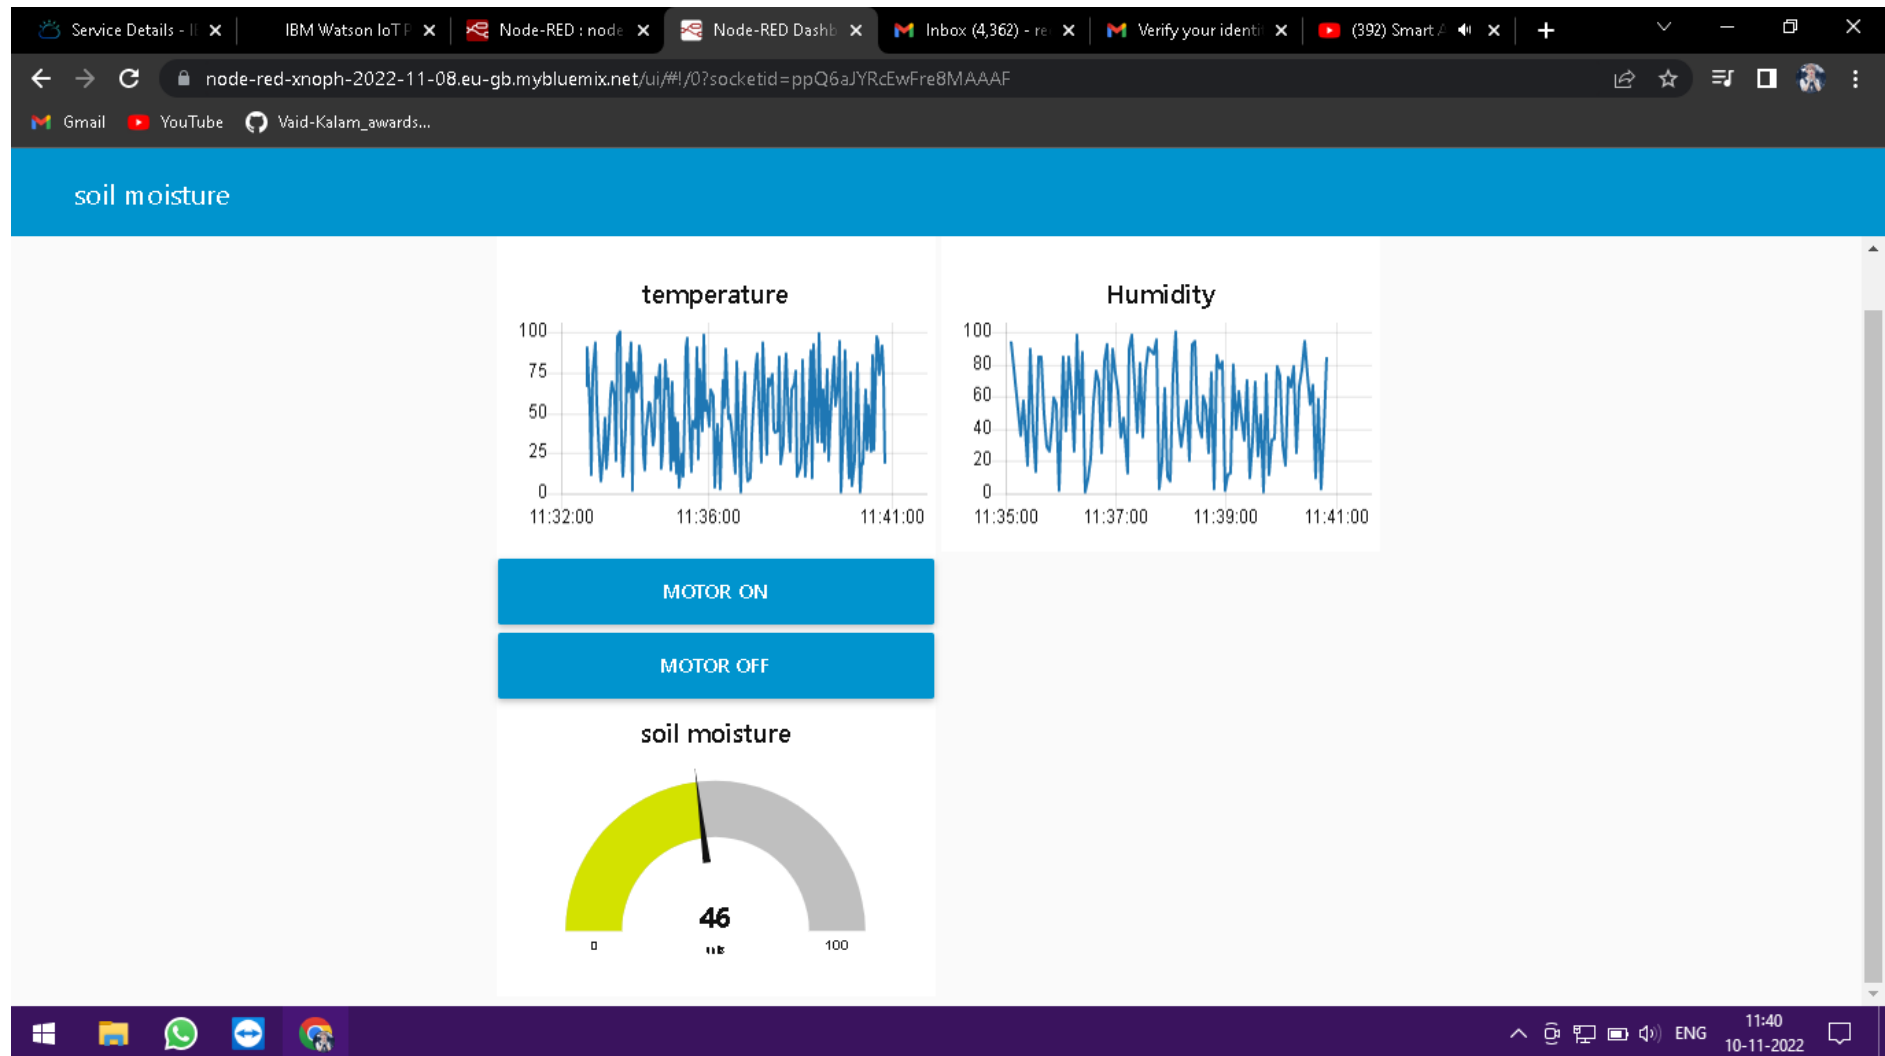 Service Details - I
IBM Watson IoT P
Node-RED : node
Node-RED Dashb
Inbox (4,362) - re
Verify your identi
(392) Smart A
node-red-xnoph-2022-11-08.eu-gb.mybluemix.net/ui/#!/0?socketid=ppQ6aJYRcEwFre8MAAAF
Gmail
YouTube
Vaid-Kalam_awards...
soil moisture
temperature
100
75
50
25
0
11:32:00 11:36:00 11:41:00
Humidity
100
80
60
40
20
0
11:35:00 11:37:00 11:39:00 11:41:00
MOTOR ON
MOTOR OFF
soil moisture
46
0
100
ENG
11:40
10-11-2022